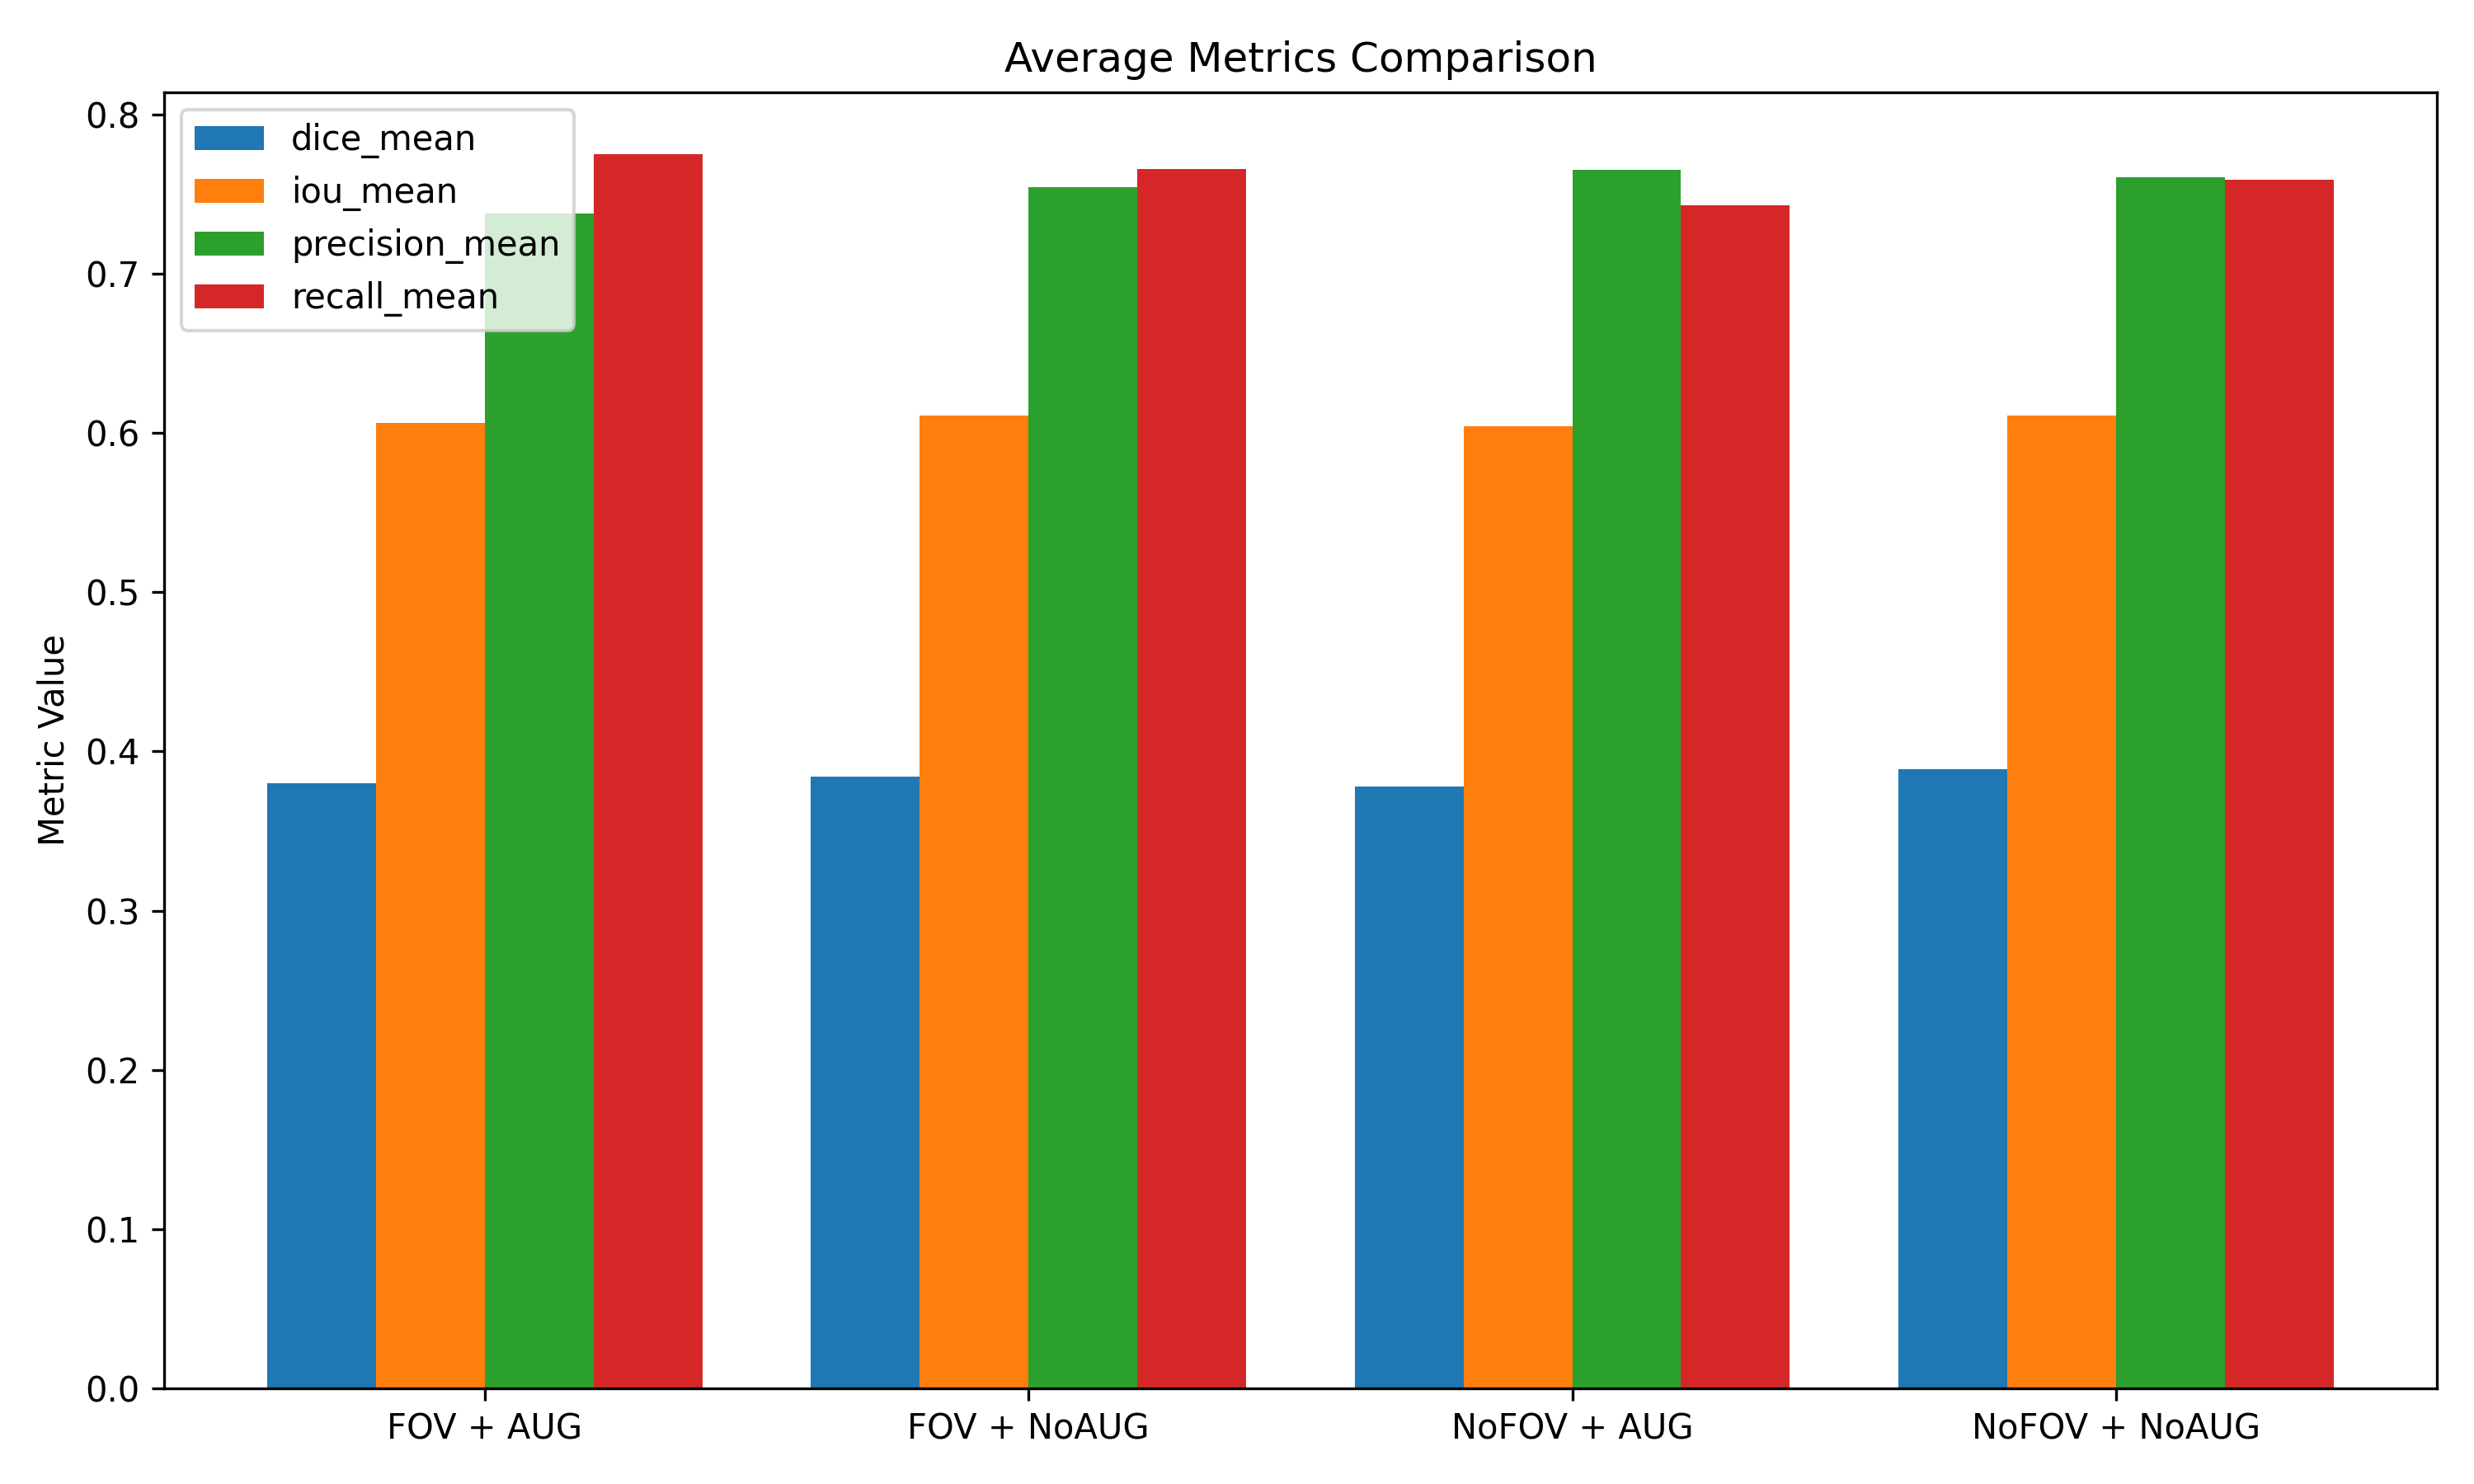 Average Metrics Comparison
dice_mean
iou_mean
precision_mean
recall_mean
Metric Value
0.8
0.7
0.6
0.5
0.4
0.3
0.2
0.1
0.0
FOV + AUG
FOV + NoAUG
NoFOV + AUG
NoFOV + NoAUG